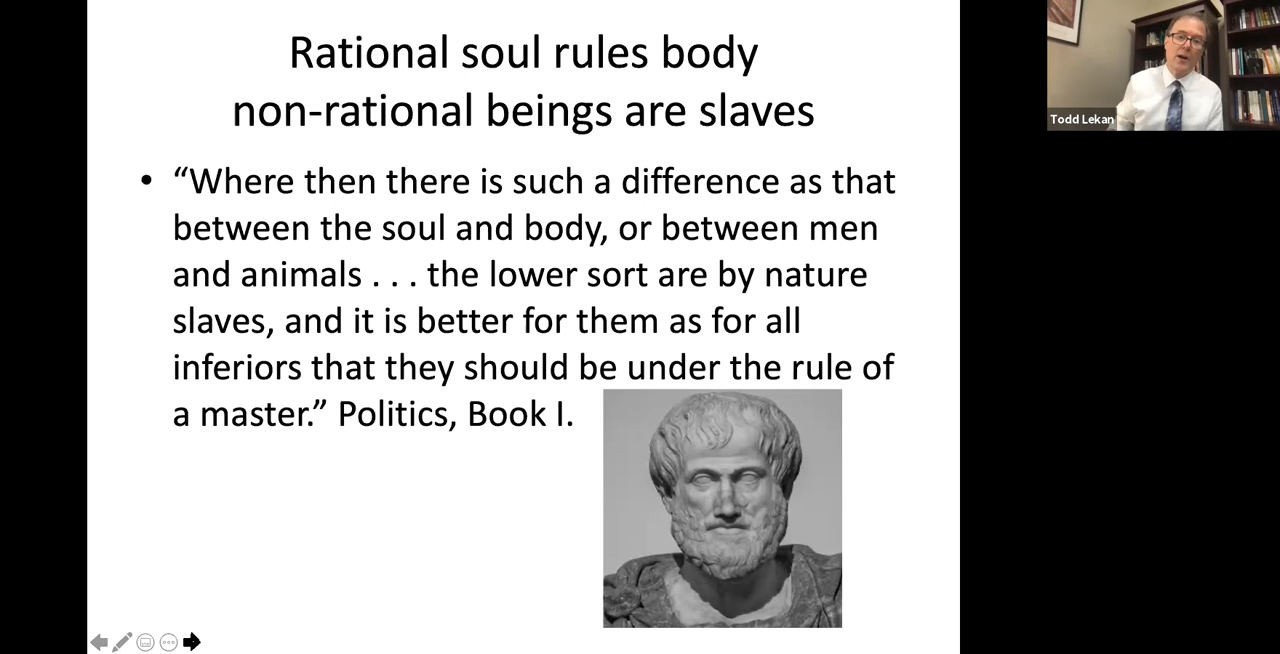 Rational soul rules body
non-rational beings are slaves
• “Where then there is such a difference as that
between the soul and body, or between men
and animals . . . the lower sort are by nature
slaves, and it is better for them as for all
inferiors that they should be under the rule of
a master.” Politics, Book I.
Todd Lekan